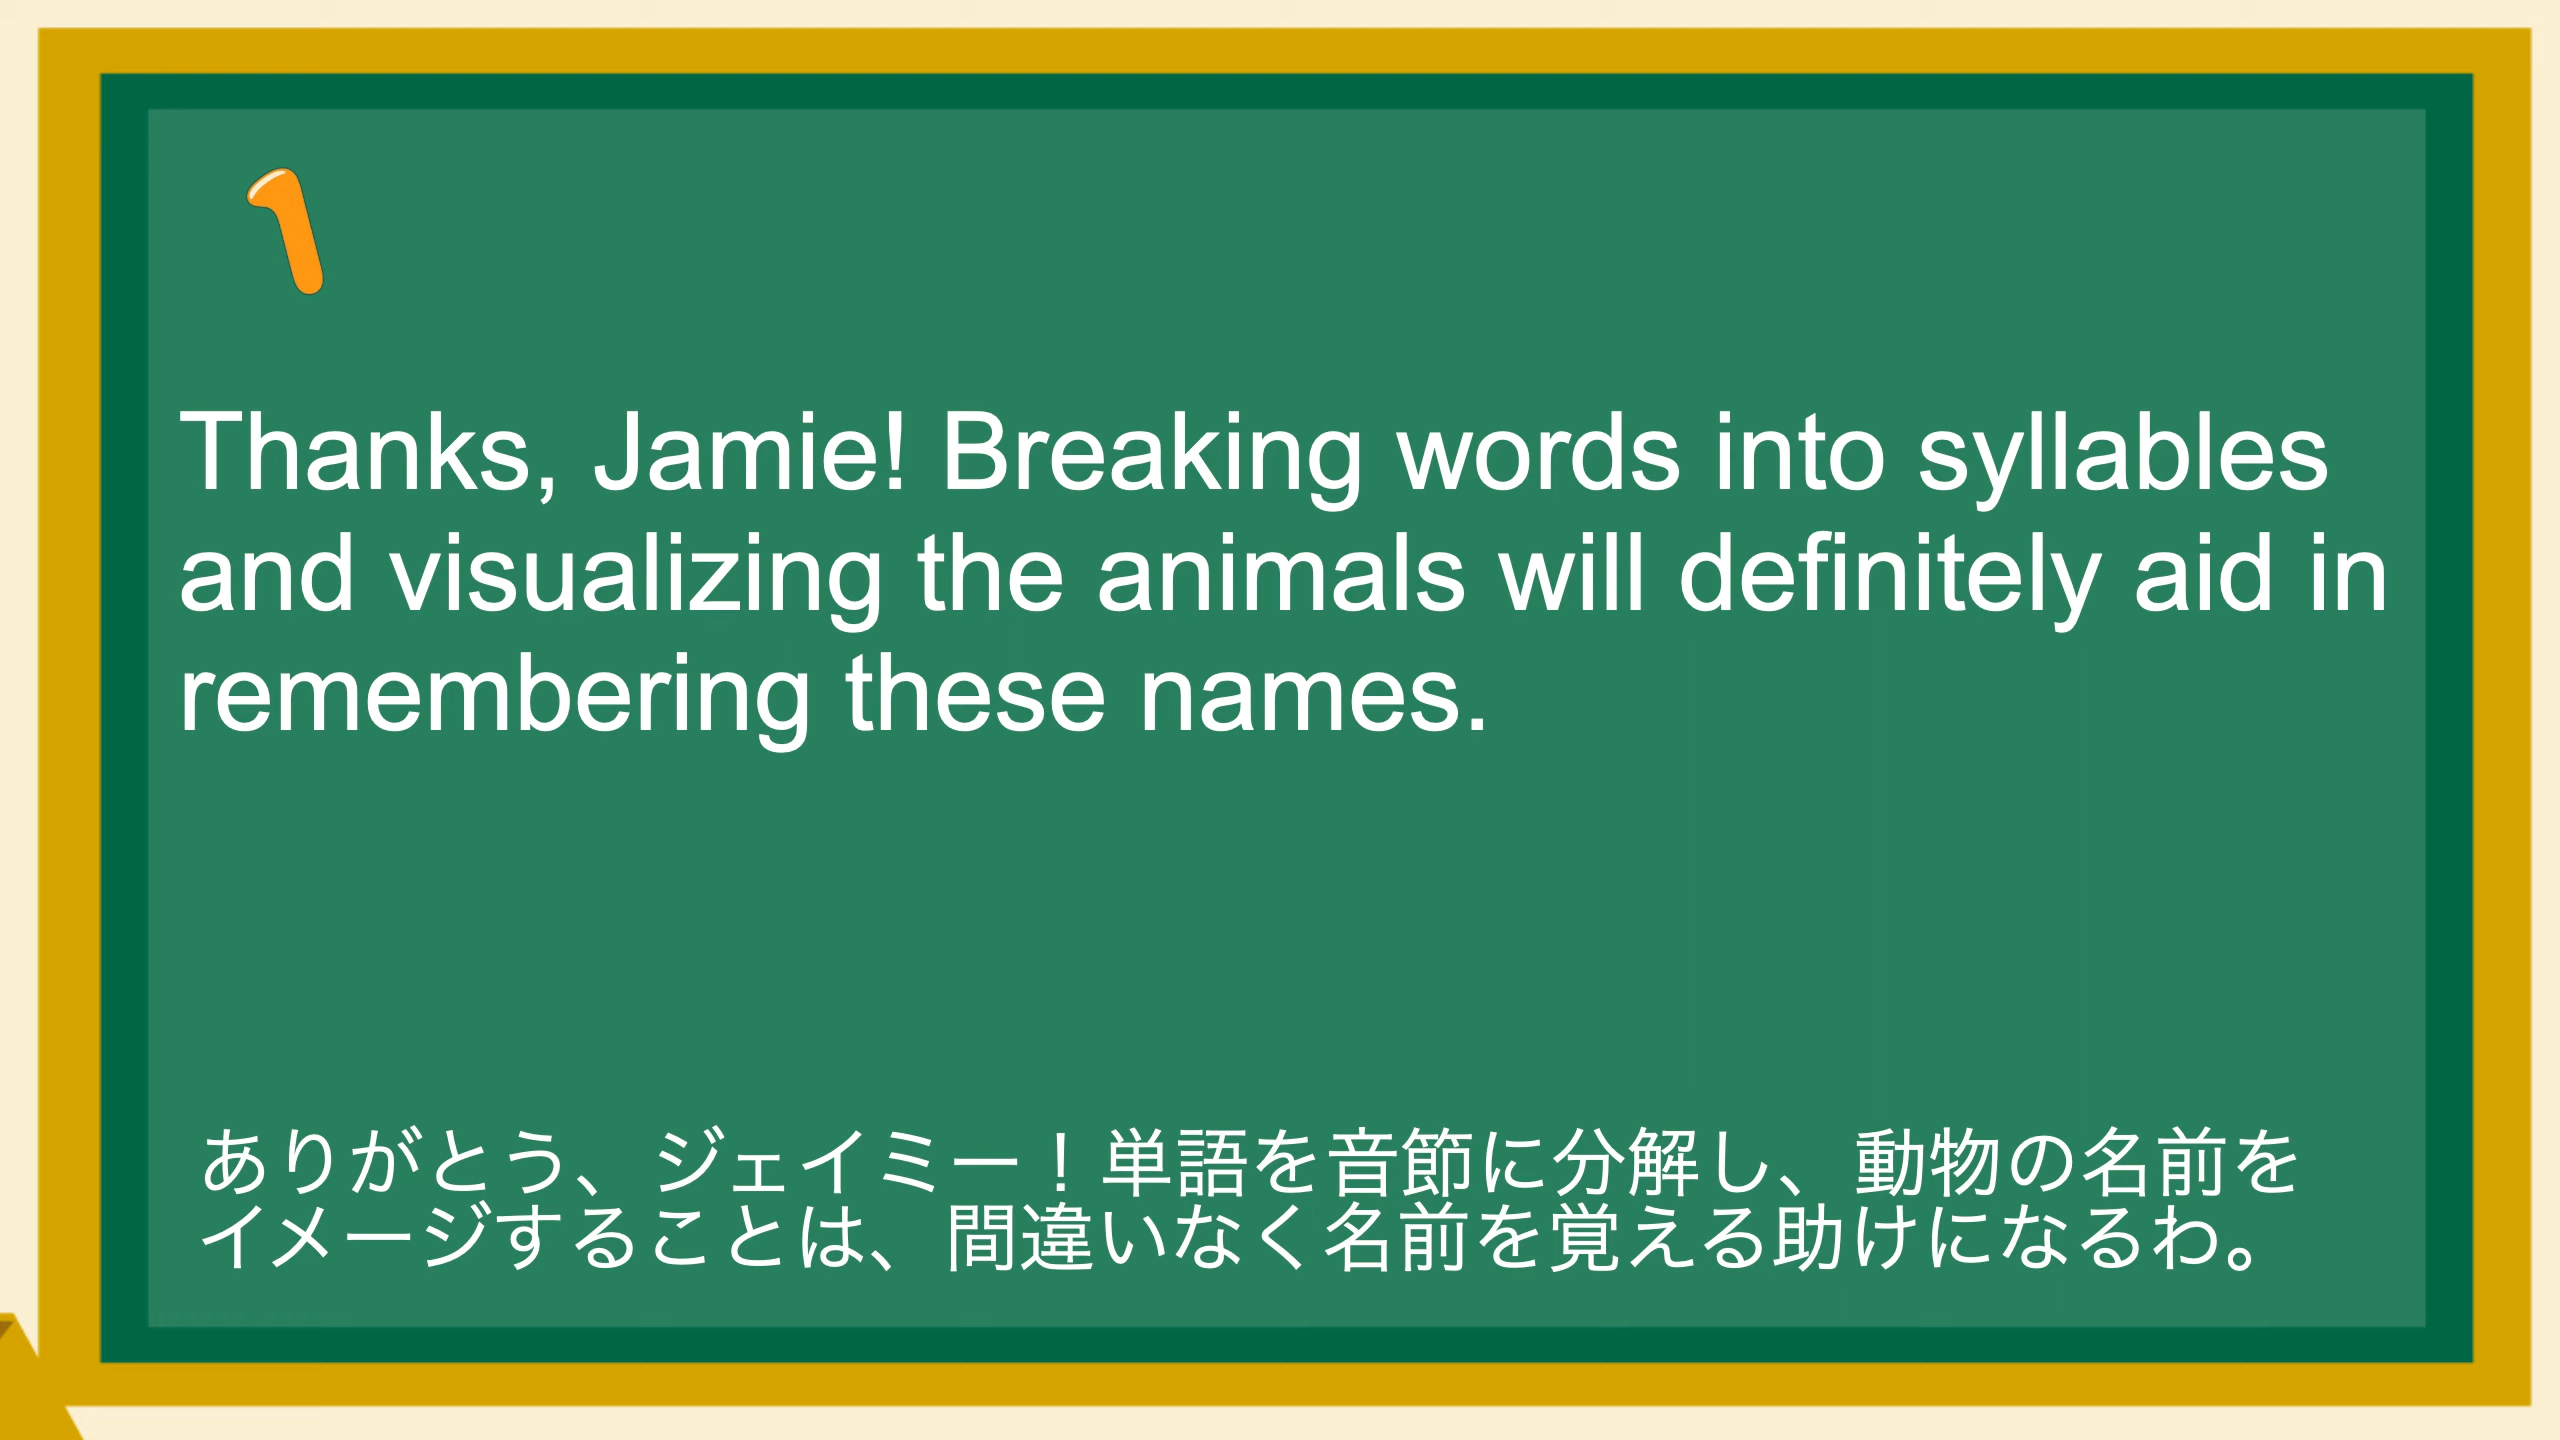 1
Thanks, Jamie! Breaking words into syllables
and visualizing the animals will definitely aid in
remembering these names.
ありがとう、ジェイミー！単語を音節に分解し、動物の名前を
イメージすることは、間違いなく名前を覚える助けになるわ。